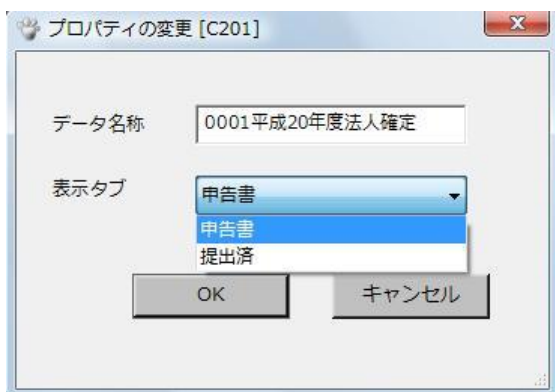 プロパティの変更 [C201]
データ名称 0001平成20年度法人確定
表示タブ 申告書
申告書
提出済
OK キャンセル